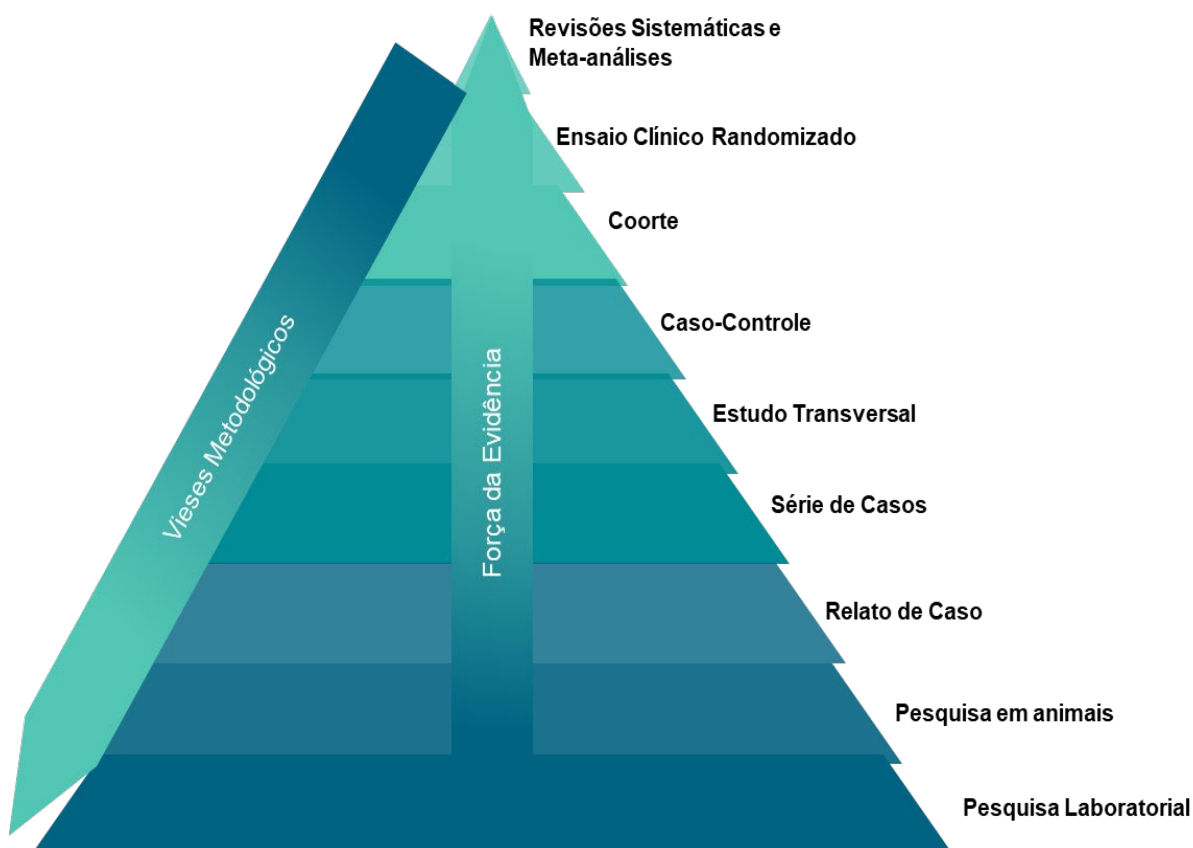 Revisões Sistemáticas e
Meta-análises
Ensaio Clínico Randomizado
Coorte
Caso-Controle
Estudo Transversal
Série de Casos
Relato de Caso
Pesquisa em animais
Pesquisa Laboratorial
Vieses Metodológicos
Força da Evidência